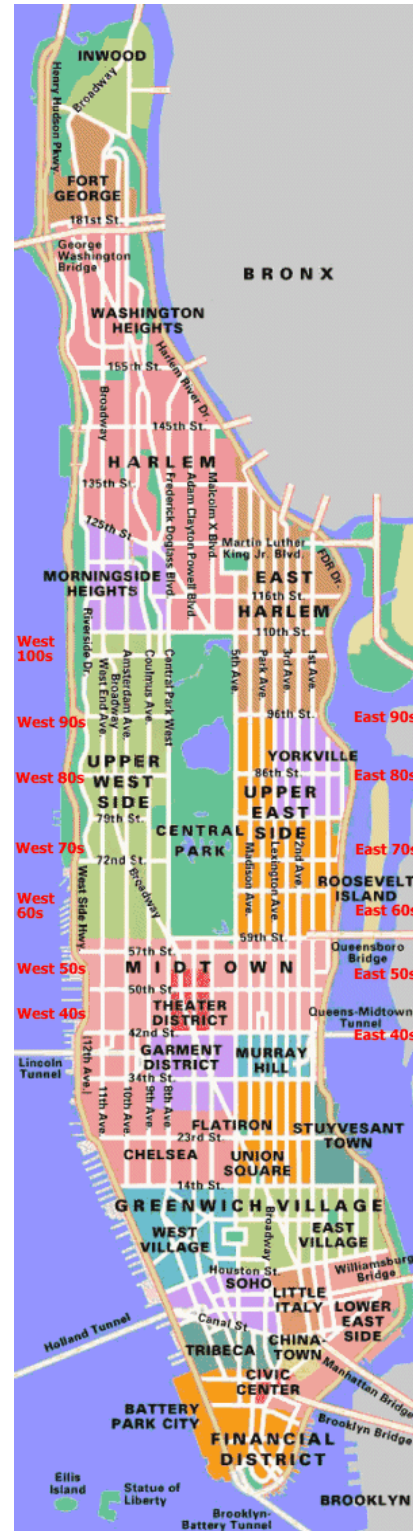 INWOOD
Henry Hudson Pkwy.
Broadway
FORT
GEORGE
181st St.
George
Washington
Bridge
BRONX
WASHINGTON
HEIGHTS
155th St.
Harlem River Dr.
Broadway
145th St.
HARLEM
135th St.
Frederick Doglass Blvd.
Adam Clayton Powell Blvd.
Malcolm X Blvd.
125th St.
Martin Luther
King Jr. Blvd.
FDR Dr.
MORNINGSIDE
HEIGHTS
EAST
HARLEM
116th St.
110th St.
West
100s
Riverside Dr.
West End Ave.
Broadway
Amsterdam Ave.
Coulmus Ave.
Central Park West
5th Ave.
Park Ave.
3rd Ave.
1st Ave.
96th St.
West 90s
East 90s
YORKVILLE
86th St.
West 80s
East 80s
UPPER
WEST
SIDE
UPPER
EAST
SIDE
79th St.
CENTRAL
PARK
West 70s
East 70s
72nd St.
Madison Ave.
Lexington Ave.
2nd Ave.
ROOSEVELT
ISLAND
West
60s
East 60s
West Side Hwy.
Broadway
59th St.
57th St.
Queensboro
Bridge
West 50s
East 50s
MIDTOWN
50th St.
THEATER
DISTRICT
West 40s
Queens-Midtown
Tunnel
East 40s
42nd St.
Lincoln
Tunnel
GARMENT
DISTRICT
MURRAY
HILL
34th St.
(12th Ave.)
11th Ave.
10th Ave.
9th Ave.
8th Ave.
FLATIRON
23rd St.
STUYVESANT
TOWN
CHELSEA
UNION
SQUARE
14th St.
GREENWICH VILLAGE
WEST
VILLAGE
Broadway
EAST
VILLAGE
Houston St.
Williamsburg
Bridge
SOHO
LITTLE
ITALY
LOWER
EAST
SIDE
Holland Tunnel
Canal St.
TRIBECA
CHINA-
TOWN
Manhattan Bridge
CIVIC
CENTER
Brooklyn Bridge
BATTERY
PARK CITY
FINANCIAL
DISTRICT
Ellis
Island
Statue of
Liberty
BROOKLYN
Brooklyn-
Battery Tunnel